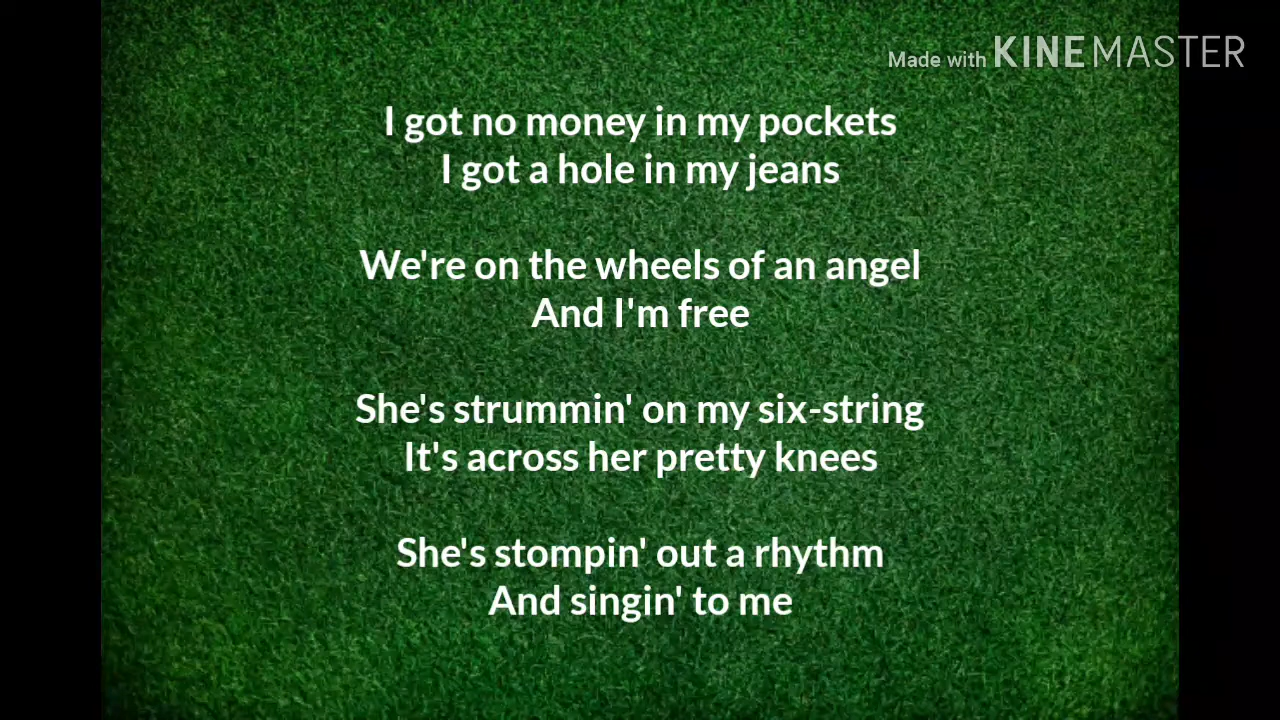 Made with KINEMASTER
I got no money in my pockets
I got a hole in my jeans
We're on the wheels of an angel
And I'm free
She's strummin' on my six-string
It's across her pretty knees
She's stompin' out a rhythm
And singin' to me